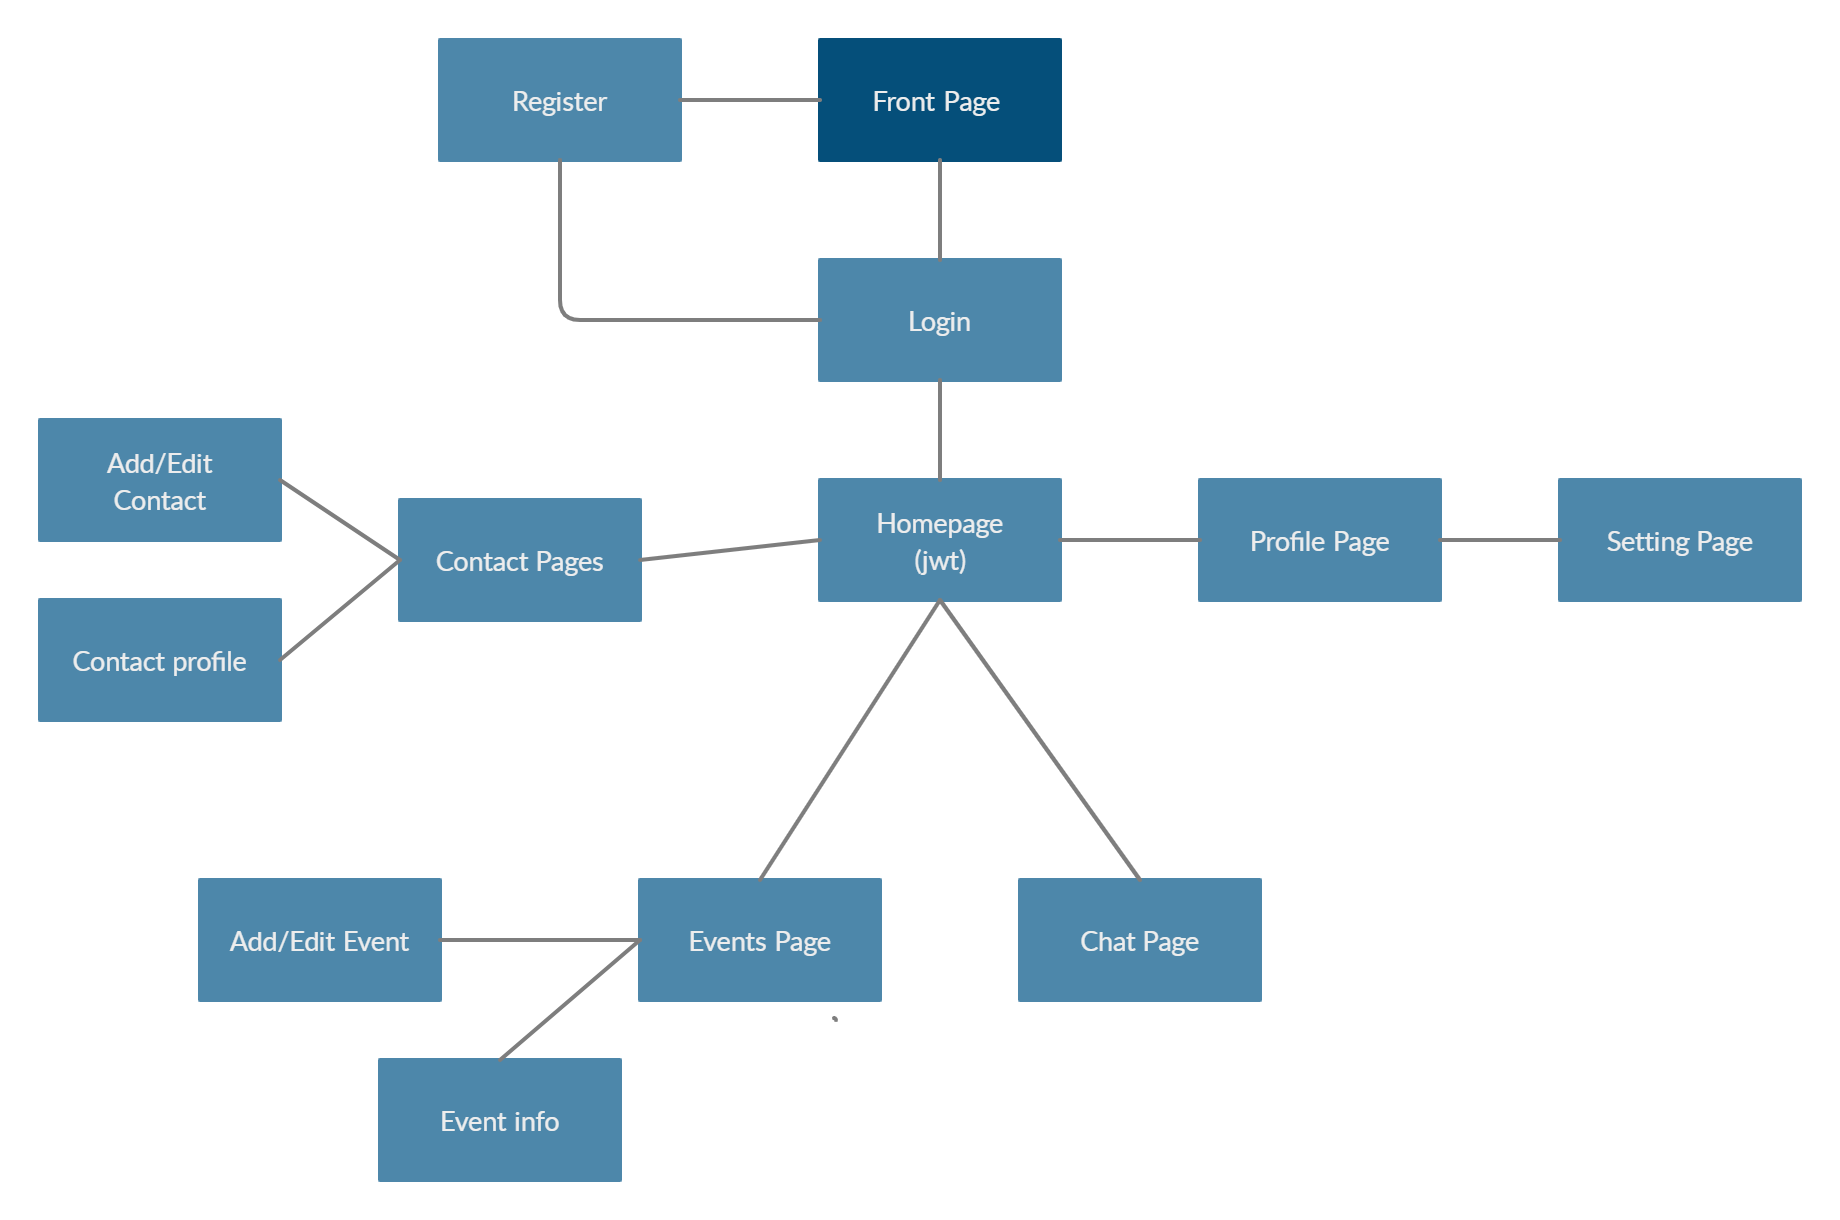 Register
Front Page
Login
Add/Edit
Contact
Contact Pages
Homepage
(jwt)
Profile Page
Setting Page
Contact profile
Add/Edit Event
Events Page
Chat Page
Event info